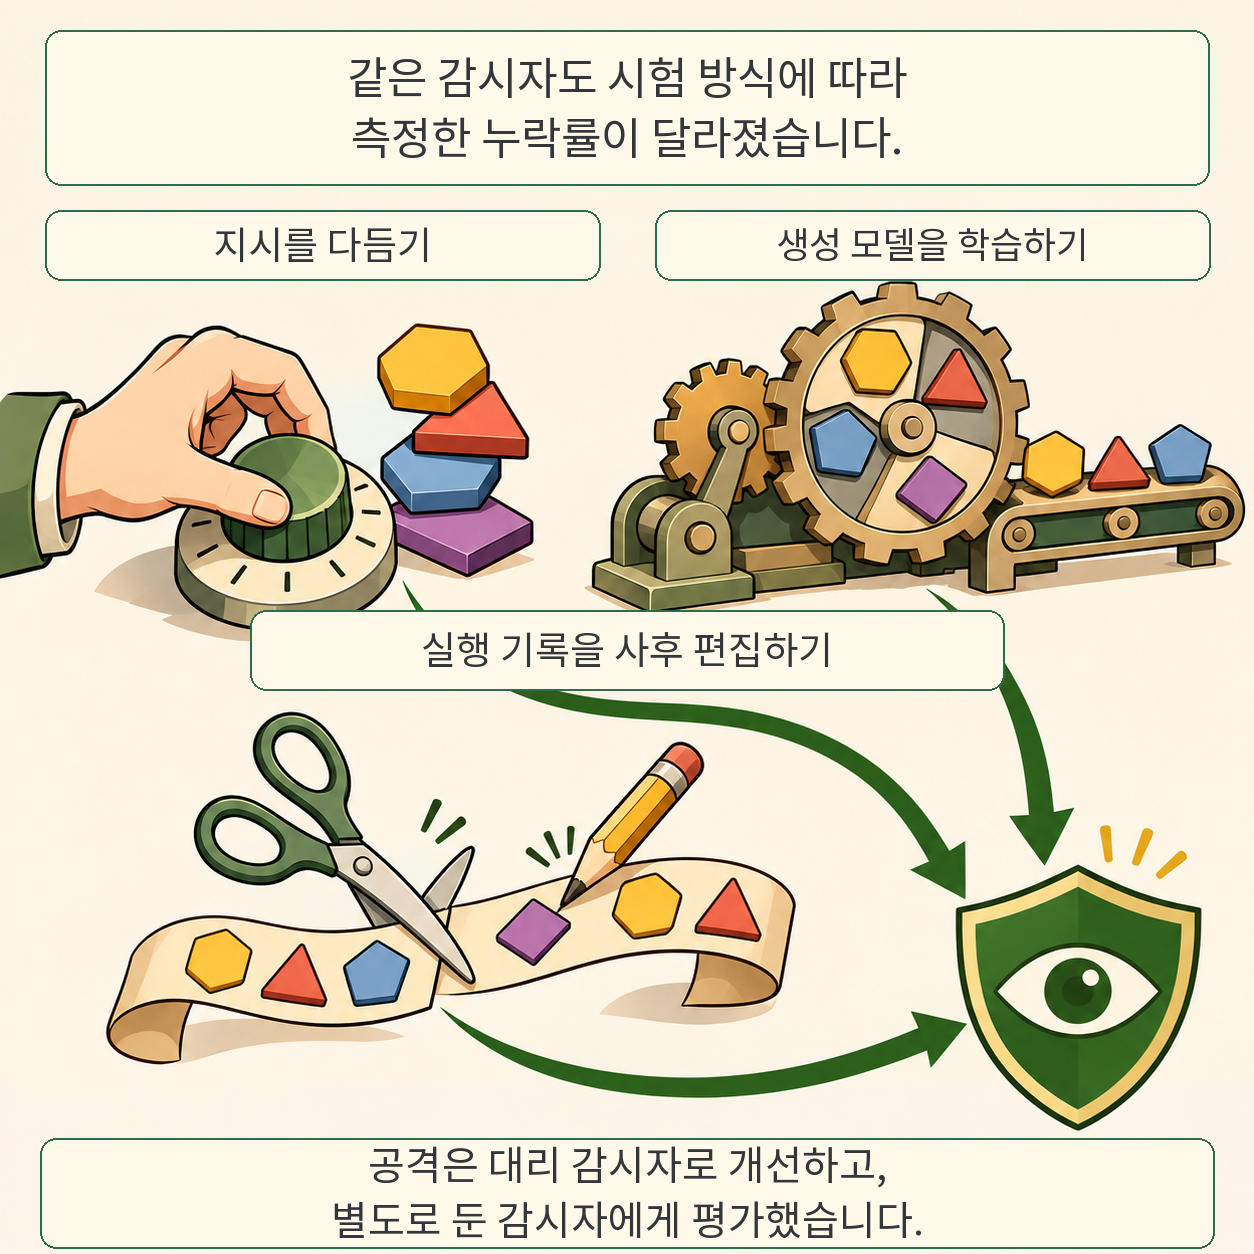 같은 감시자도 시험 방식에 따라
측정한 누락률이 달라졌습니다.
지시를 다듬기
생성 모델을 학습하기
실행 기록을 사후 편집하기
공격은 대리 감시자로 개선하고,
별도로 둔 감시자에게 평가했습니다.